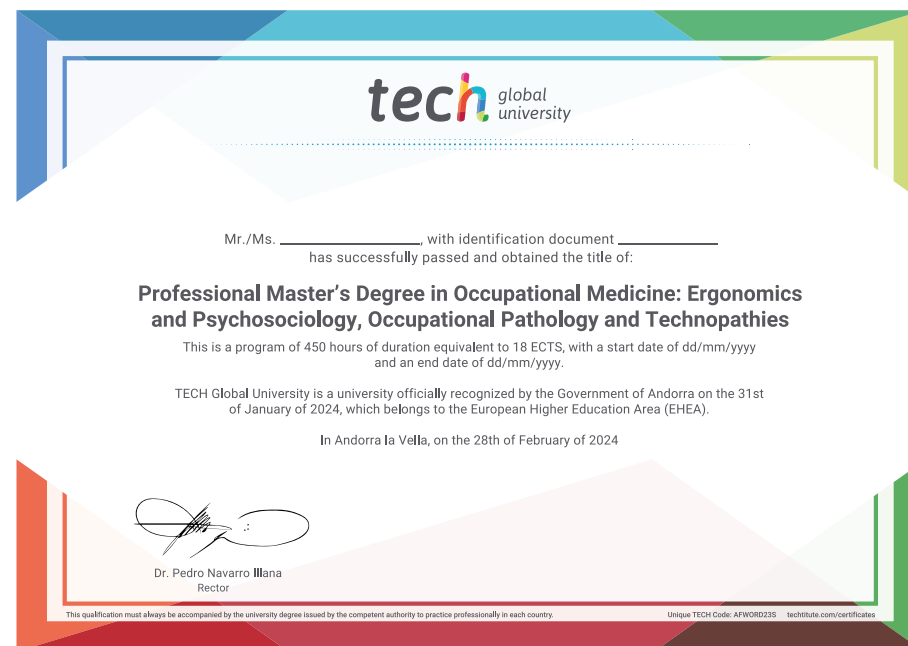 tech global university
Mr./Ms. ____________________, with identification document ______________
has successfully passed and obtained the title of:
Professional Master's Degree in Occupational Medicine: Ergonomics
and Psychosociology, Occupational Pathology and Technopathies
This is a program of 450 hours of duration equivalent to 18 ECTS, with a start date of dd/mm/yyyy
and an end date of dd/mm/yyyy.
TECH Global University is a university officially recognized by the Government of Andorra on the 31st
of January of 2024, which belongs to the European Higher Education Area (EHEA).
In Andorra la Vella, on the 28th of February of 2024
Dr. Pedro Navarro Illana
Rector
This qualification must always be accompanied by the university degree issued by the competent authority to practice professionally in each country.
Unique TECH Code: AFWORD23S techtitute.com/certificates